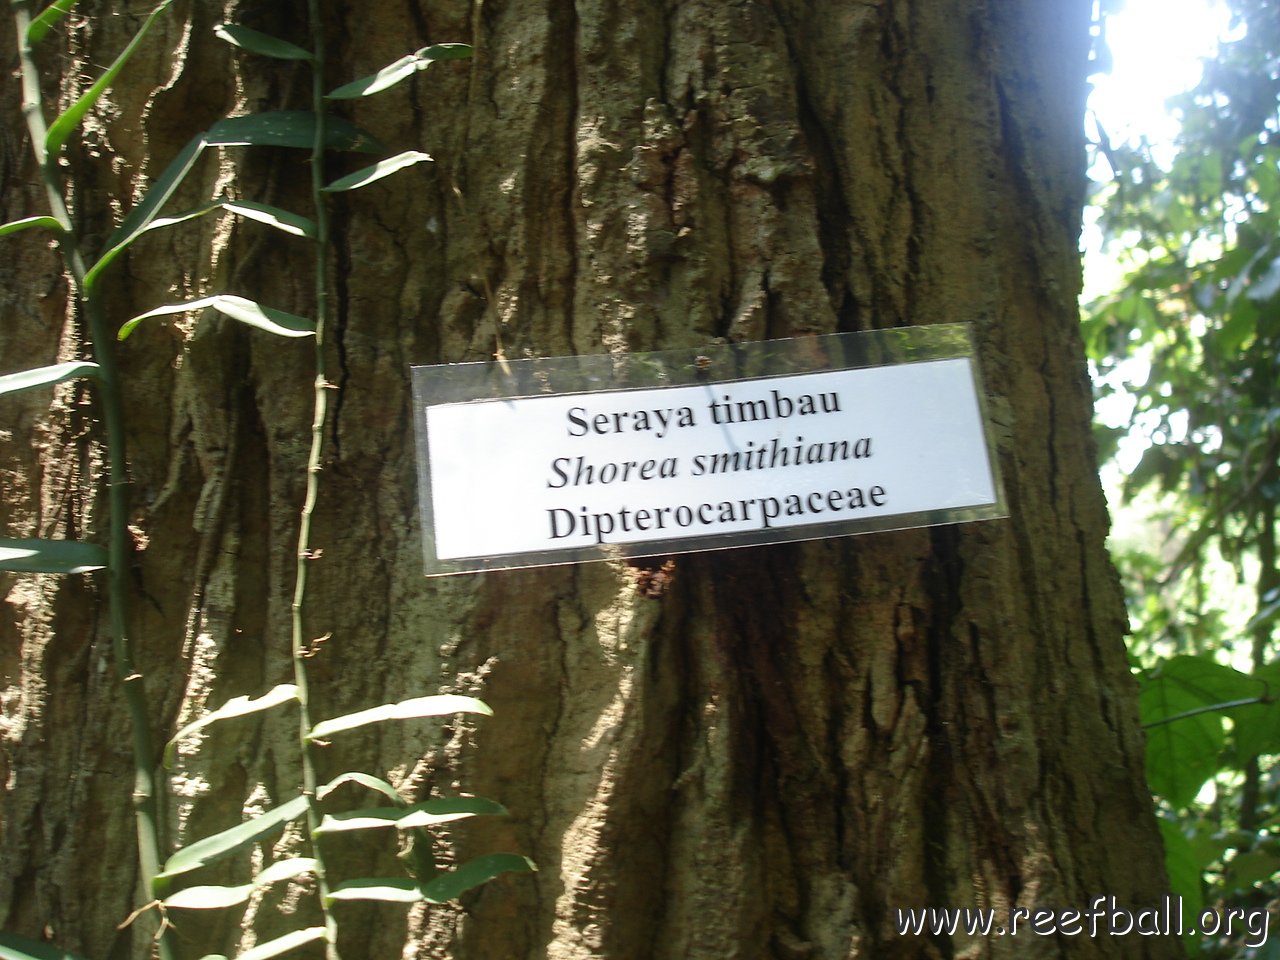 Seraya timbau
Shorea smithiana
Dipterocarpaceae
www.reefball.org